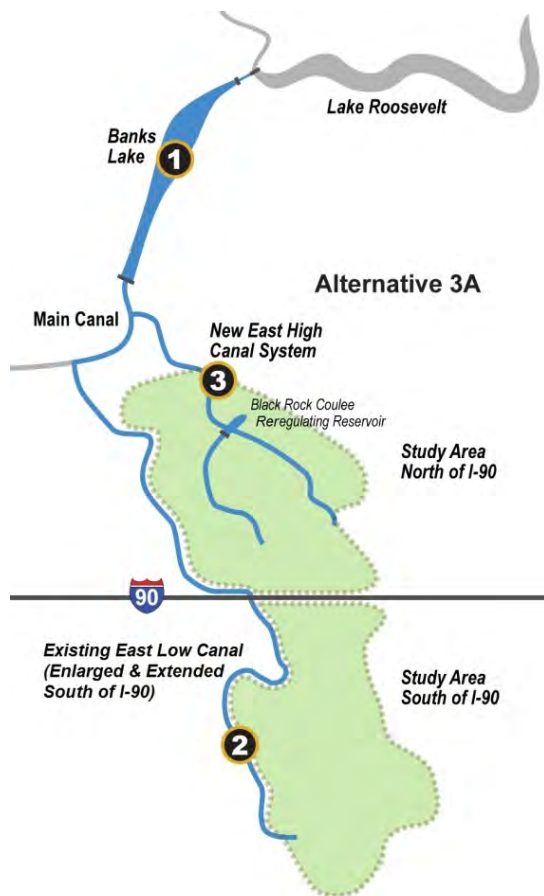 Lake Roosevelt
Banks
Lake
1
Alternative 3A
Main Canal
New East High
Canal System
3
Black Rock Coulee
Reregulating Reservoir
Study Area
North of I-90
90
Existing East Low Canal
(Enlarged & Extended
South of I-90)
Study Area
South of I-90
2